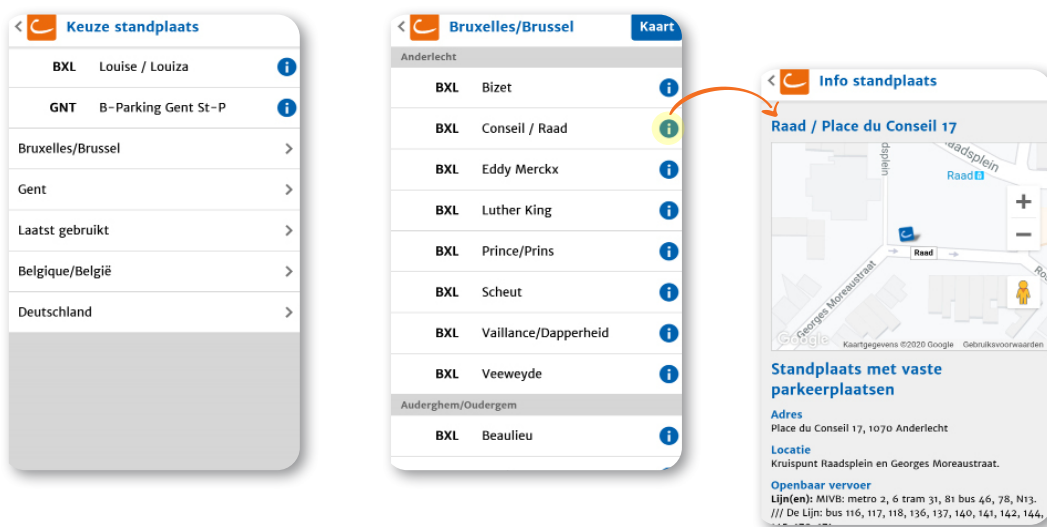 Keuze standplaats
BXL Louise / Louiza
GNT B-Parking Gent St-P
Bruxelles/Brussel
Gent
Laatst gebruikt
Belgique/België
Deutschland
Bruxelles/Brussel Kaart
Anderlecht
BXL Bizet
BXL Conseil / Raad
BXL Eddy Merckx
BXL Luther King
BXL Prince/Prins
BXL Scheut
BXL Vaillance/Dapperheid
BXL Veeweyde
Auderghem/Oudergem
BXL Beaulieu
Info standplaats
Raad / Place du Conseil 17
Raad
Raad
Georges Moreaustraat
Google
Kaartgegevens ©2020 Google Gebruiksvoorwaarden
Standplaats met vaste
parkeerplaatsen
Adres
Place du Conseil 17, 1070 Anderlecht
Locatie
Kruispunt Raadsplein en Georges Moreaustraat.
Openbaar vervoer
Lijn(en): MIVB: metro 2, 6 tram 31, 81 bus 46, 78, N13.
/// De Lijn: bus 116, 117, 118, 136, 137, 140, 141, 142, 144,